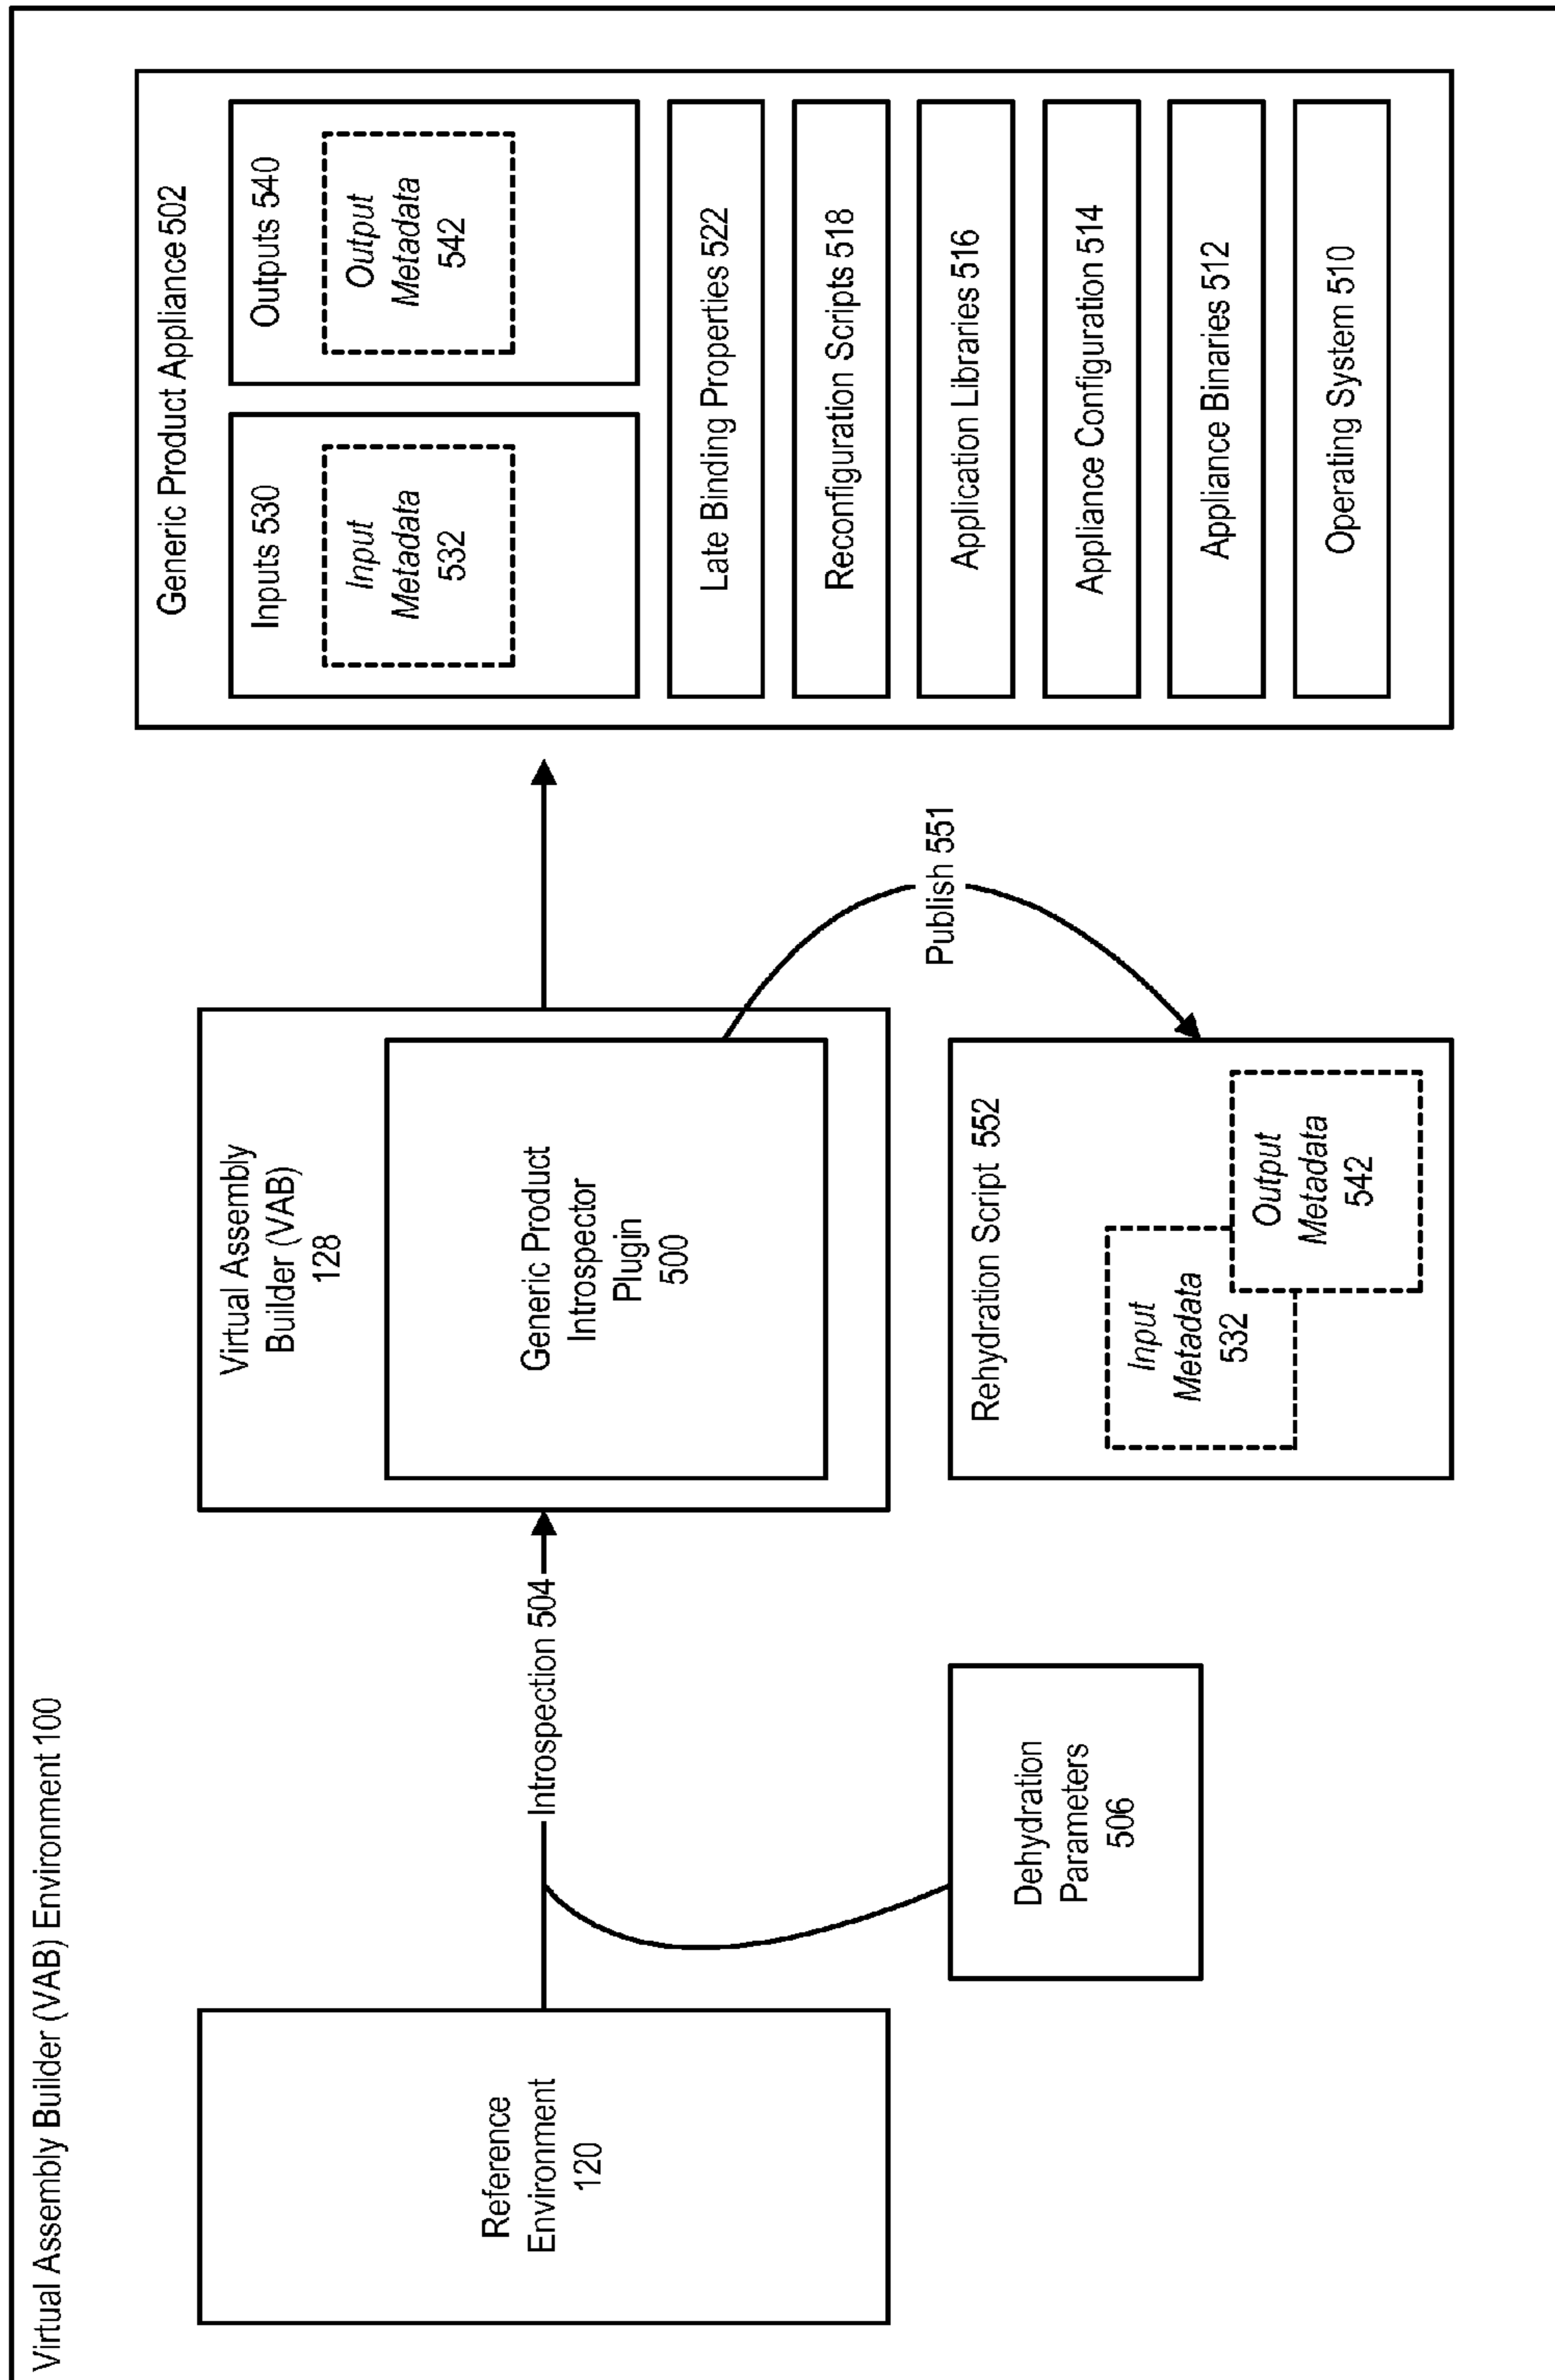 Virtual Assembly Builder (VAB) Environment 100
Reference
Environment
120
Introspection 504
Dehydration
Parameters
506
Virtual Assembly
Builder (VAB)
128
Generic Product
Introspector
Plugin
500
Publish 551
Rehydration Script 552
Input
Metadata
532
Output
Metadata
542
Generic Product Appliance 502
Inputs 530
Input
Metadata
532
Outputs 540
Output
Metadata
542
Late Binding Properties 522
Reconfiguration Scripts 518
Application Libraries 516
Appliance Configuration 514
Appliance Binaries 512
Operating System 510